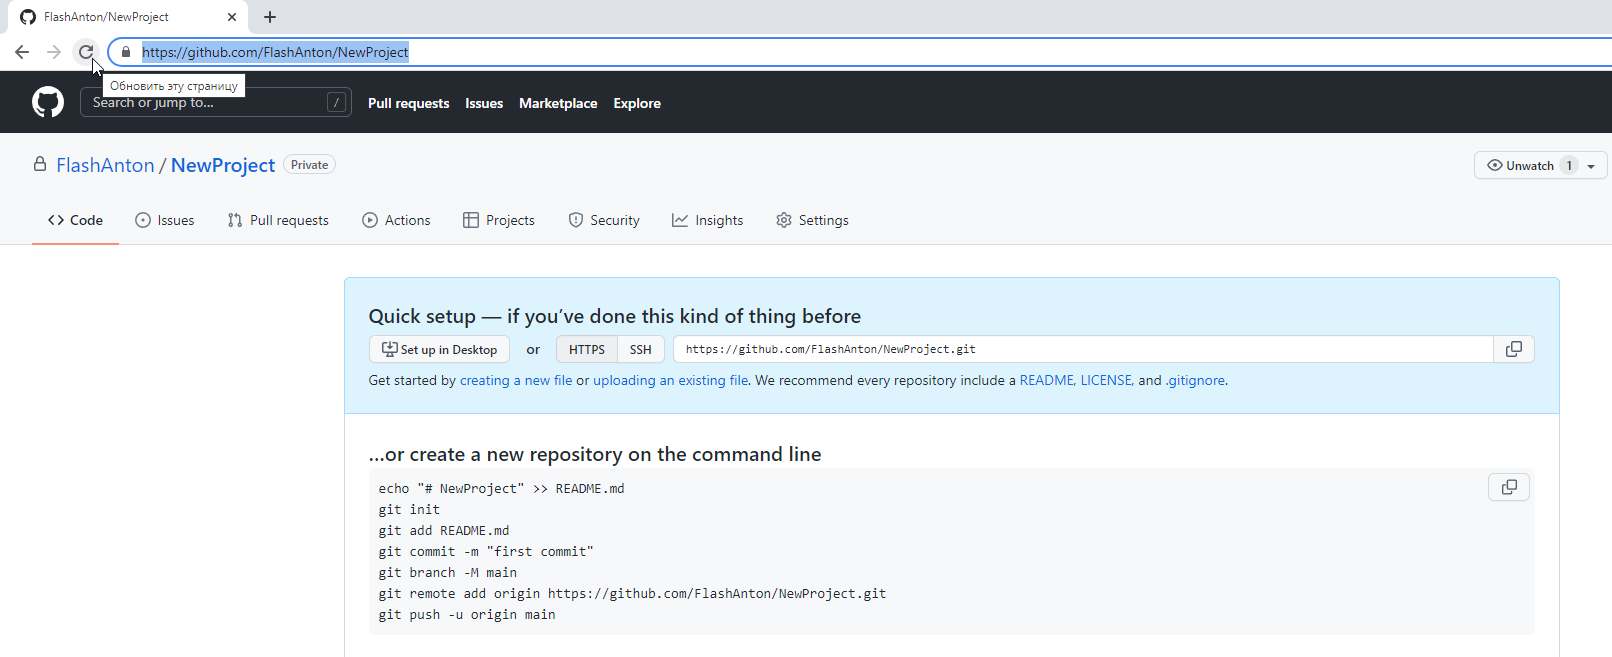 FlashAnton/NewProject
https://github.com/FlashAnton/NewProject
Обновить эту страницу
Search or jump to... /
Pull requests Issues Marketplace Explore
FlashAnton / NewProject Private
Unwatch 1
Code Issues Pull requests Actions Projects Security Insights Settings
Quick setup — if you’ve done this kind of thing before
Set up in Desktop or HTTPS SSH https://github.com/FlashAnton/NewProject.git
Get started by creating a new file or uploading an existing file. We recommend every repository include a README, LICENSE, and .gitignore.
…or create a new repository on the command line
echo "# NewProject" >> README.md
git init
git add README.md
git commit -m "first commit"
git branch -M main
git remote add origin https://github.com/FlashAnton/NewProject.git
git push -u origin main